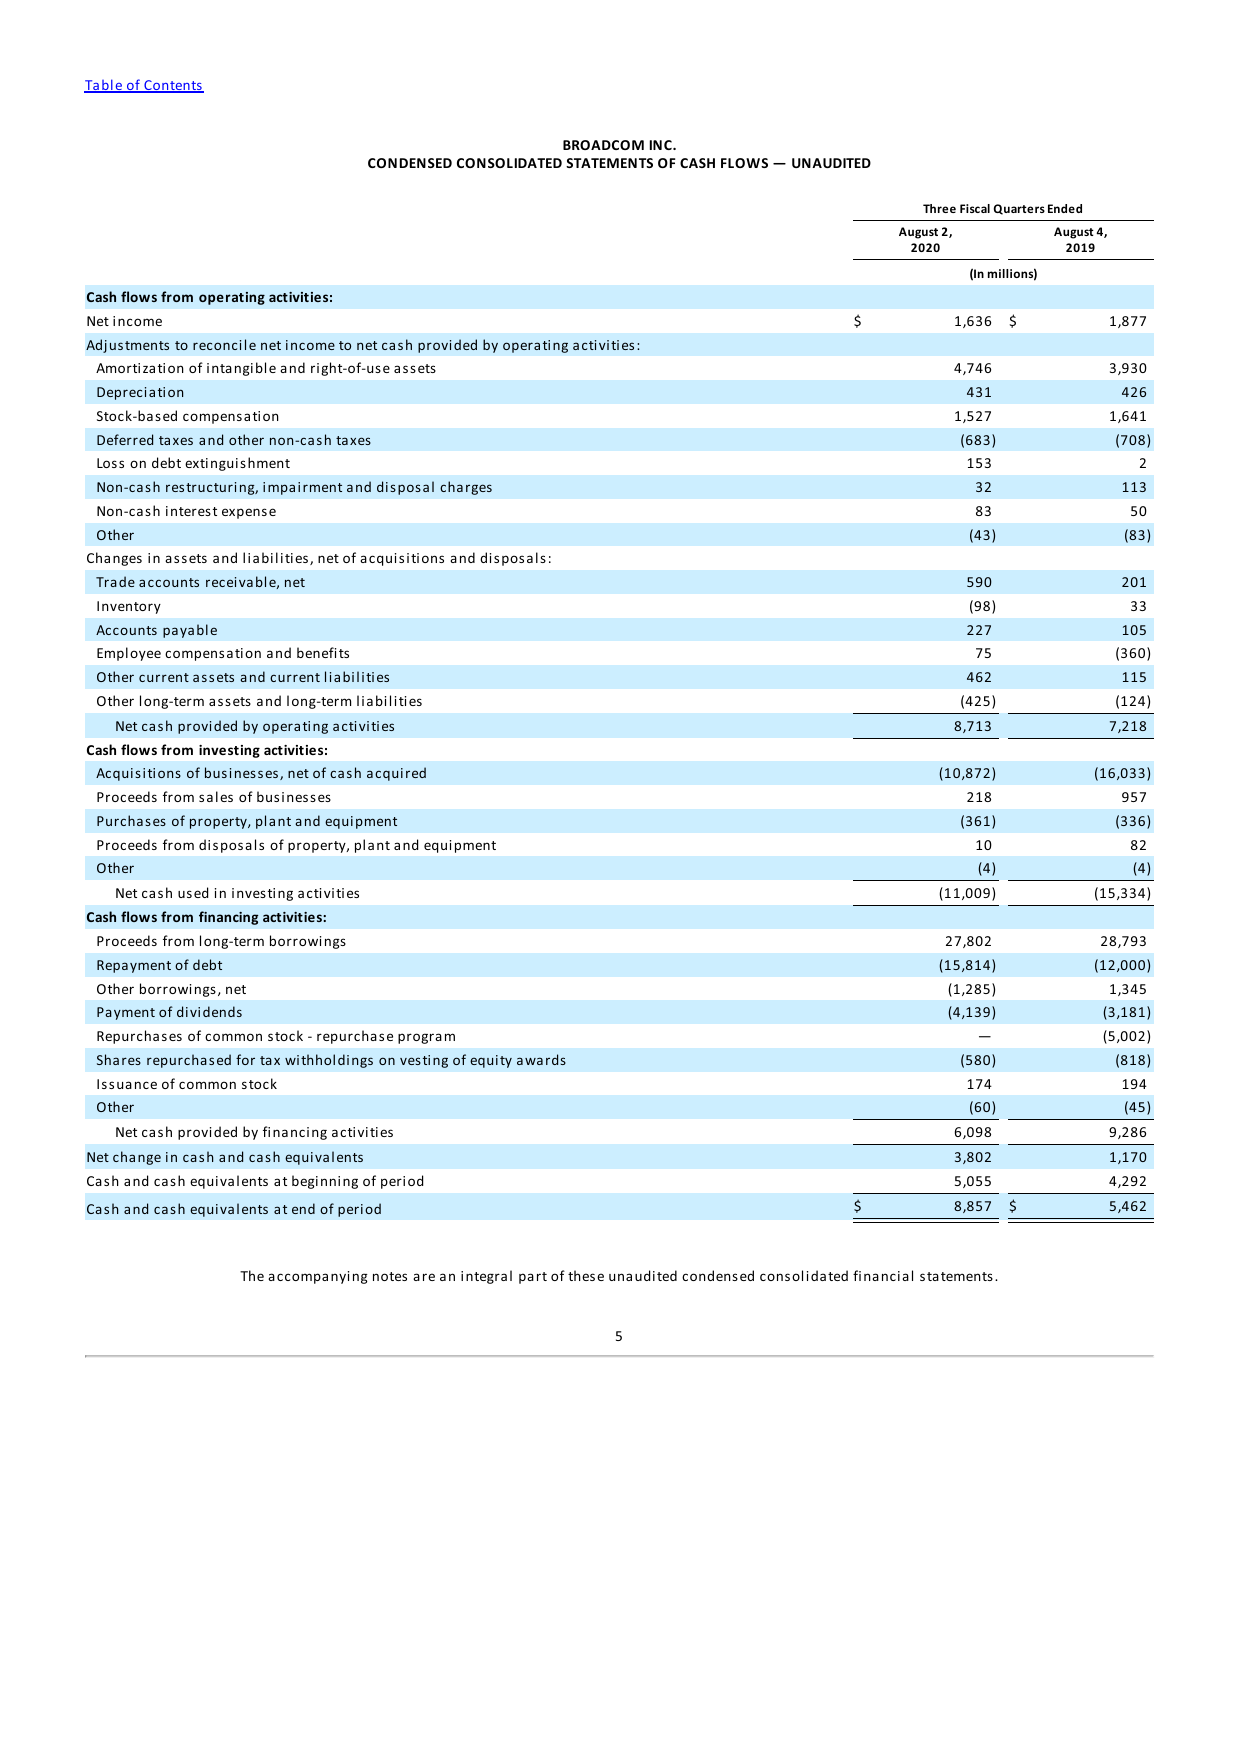 Table of Contents
BROADCOM INC.
CONDENSED CONSOLIDATED STATEMENTS OF CASH FLOWS — UNAUDITED
Three Fiscal Quarters Ended
August 2, 2020 August 4, 2019
(In millions)
Cash flows from operating activities:
Net income $ 1,636 $ 1,877
Adjustments to reconcile net income to net cash provided by operating activities:
Amortization of intangible and right-of-use assets 4,746 3,930
Depreciation 431 426
Stock-based compensation 1,527 1,641
Deferred taxes and other non-cash taxes (683) (708)
Loss on debt extinguishment 153 2
Non-cash restructuring, impairment and disposal charges 32 113
Non-cash interest expense 83 50
Other (43) (83)
Changes in assets and liabilities, net of acquisitions and disposals:
Trade accounts receivable, net 590 201
Inventory (98) 33
Accounts payable 227 105
Employee compensation and benefits 75 (360)
Other current assets and current liabilities 462 115
Other long-term assets and long-term liabilities (425) (124)
Net cash provided by operating activities 8,713 7,218
Cash flows from investing activities:
Acquisitions of businesses, net of cash acquired (10,872) (16,033)
Proceeds from sales of businesses 218 957
Purchases of property, plant and equipment (361) (336)
Proceeds from disposals of property, plant and equipment 10 82
Other (4) (4)
Net cash used in investing activities (11,009) (15,334)
Cash flows from financing activities:
Proceeds from long-term borrowings 27,802 28,793
Repayment of debt (15,814) (12,000)
Other borrowings, net (1,285) 1,345
Payment of dividends (4,139) (3,181)
Repurchases of common stock - repurchase program — (5,002)
Shares repurchased for tax withholdings on vesting of equity awards (580) (818)
Issuance of common stock 174 194
Other (60) (45)
Net cash provided by financing activities 6,098 9,286
Net change in cash and cash equivalents 3,802 1,170
Cash and cash equivalents at beginning of period 5,055 4,292
Cash and cash equivalents at end of period $ 8,857 $ 5,462
The accompanying notes are an integral part of these unaudited condensed consolidated financial statements.
5